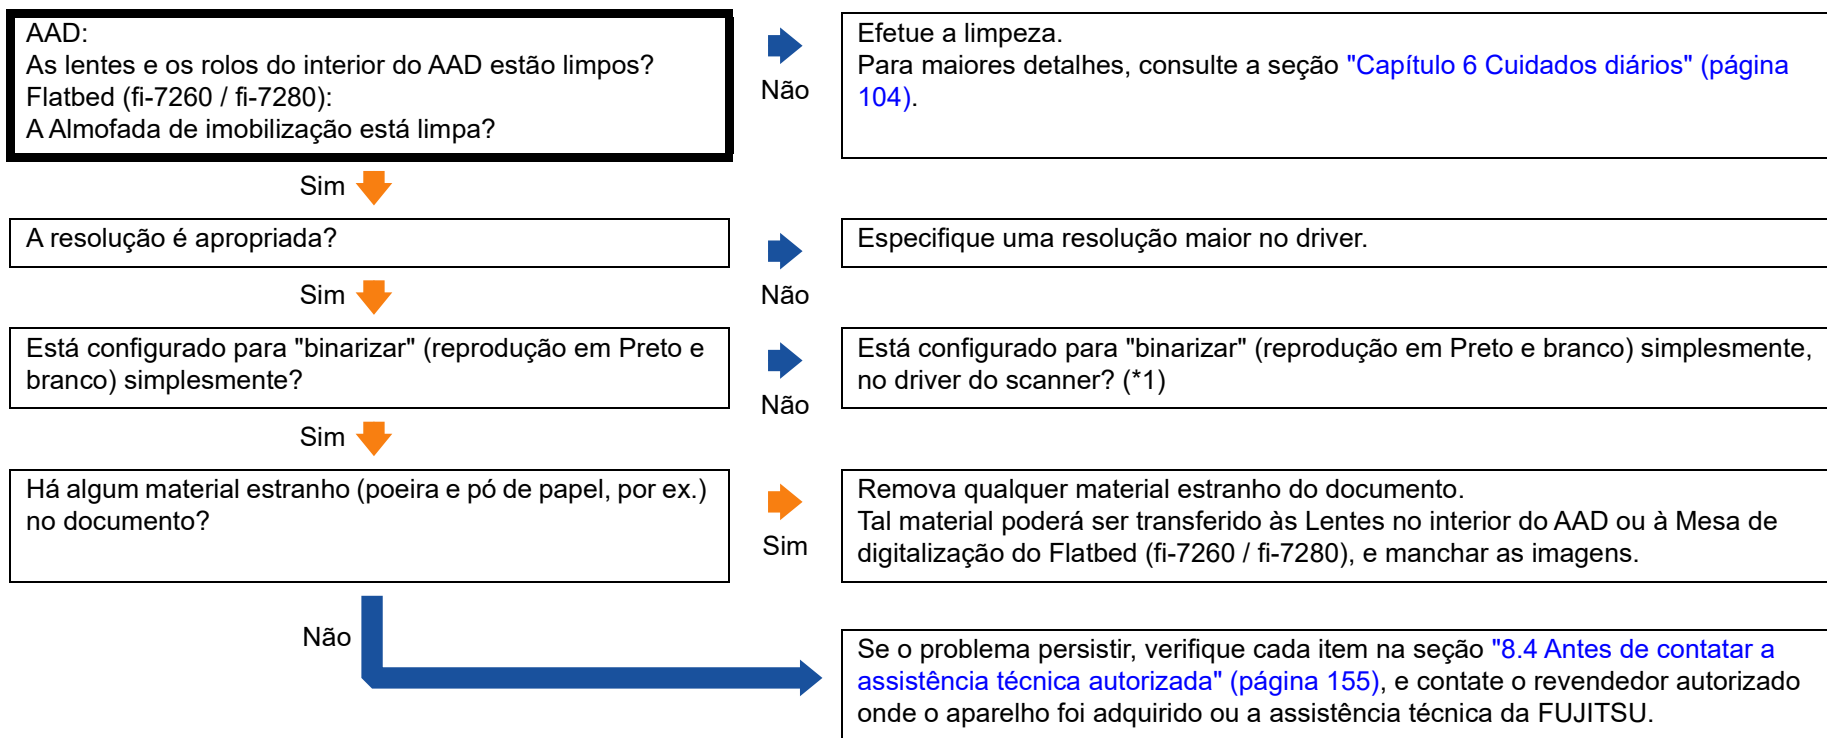 AAD:
As lentes e os rolos do interior do AAD estão limpos?
Flatbed (fi-7260 / fi-7280):
A Almofada de imobilização está limpa?
Não
Efetue a limpeza.
Para maiores detalhes, consulte a seção "Capítulo 6 Cuidados diários" (página
104).
Sim
A resolução é apropriada?
Não
Especifique uma resolução maior no driver.
Sim
Está configurado para "binarizar" (reprodução em Preto e
branco) simplesmente?
Não
Está configurado para "binarizar" (reprodução em Preto e branco) simplesmente,
no driver do scanner? (*1)
Sim
Há algum material estranho (poeira e pó de papel, por ex.)
no documento?
Sim
Remova qualquer material estranho do documento.
Tal material poderá ser transferido às Lentes no interior do AAD ou à Mesa de
digitalização do Flatbed (fi-7260 / fi-7280), e manchar as imagens.
Não
Se o problema persistir, verifique cada item na seção "8.4 Antes de contatar a
assistência técnica autorizada" (página 155), e contate o revendedor autorizado
onde o aparelho foi adquirido ou a assistência técnica da FUJITSU.